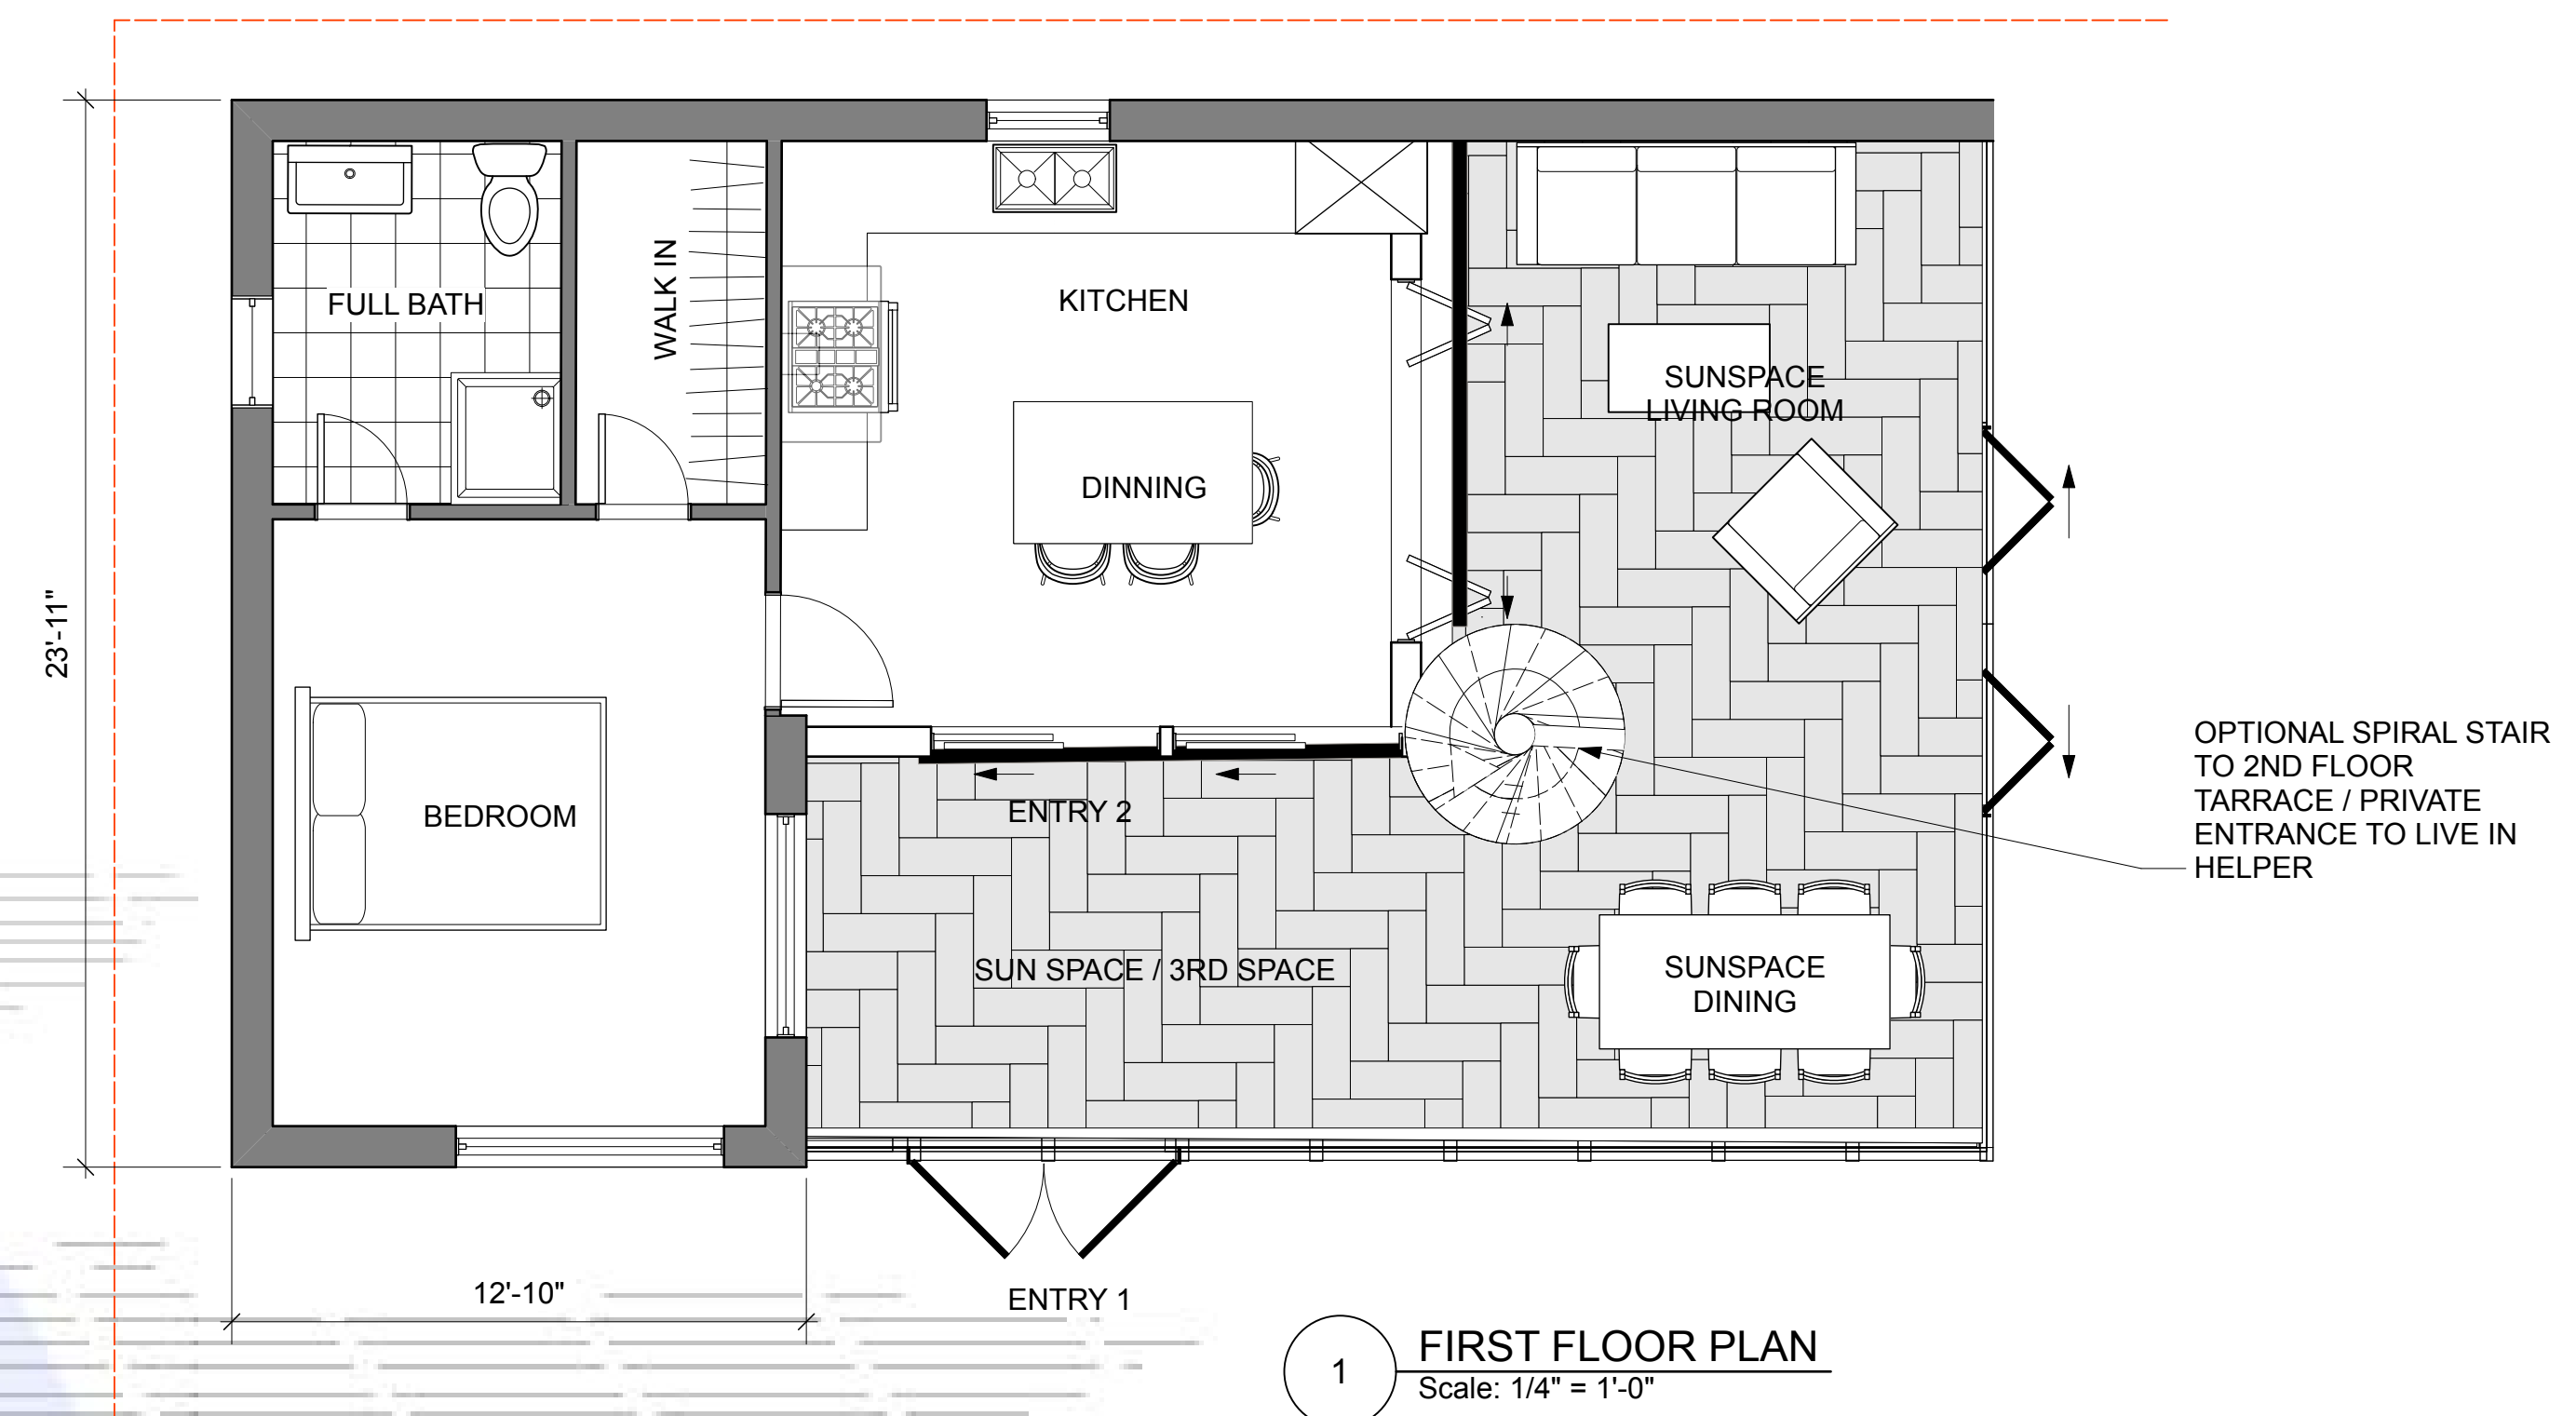 FULL BATH
WALK IN
KITCHEN
SUNSPACE
LIVING ROOM
DINNING
23'-11"
BEDROOM
ENTRY 2
OPTIONAL SPIRAL STAIR
TO 2ND FLOOR
TARRACE / PRIVATE
ENTRANCE TO LIVE IN
HELPER
SUN SPACE / 3RD SPACE
SUNSPACE
DINING
12'-10"
ENTRY 1
1
FIRST FLOOR PLAN
Scale: 1/4" = 1'-0"